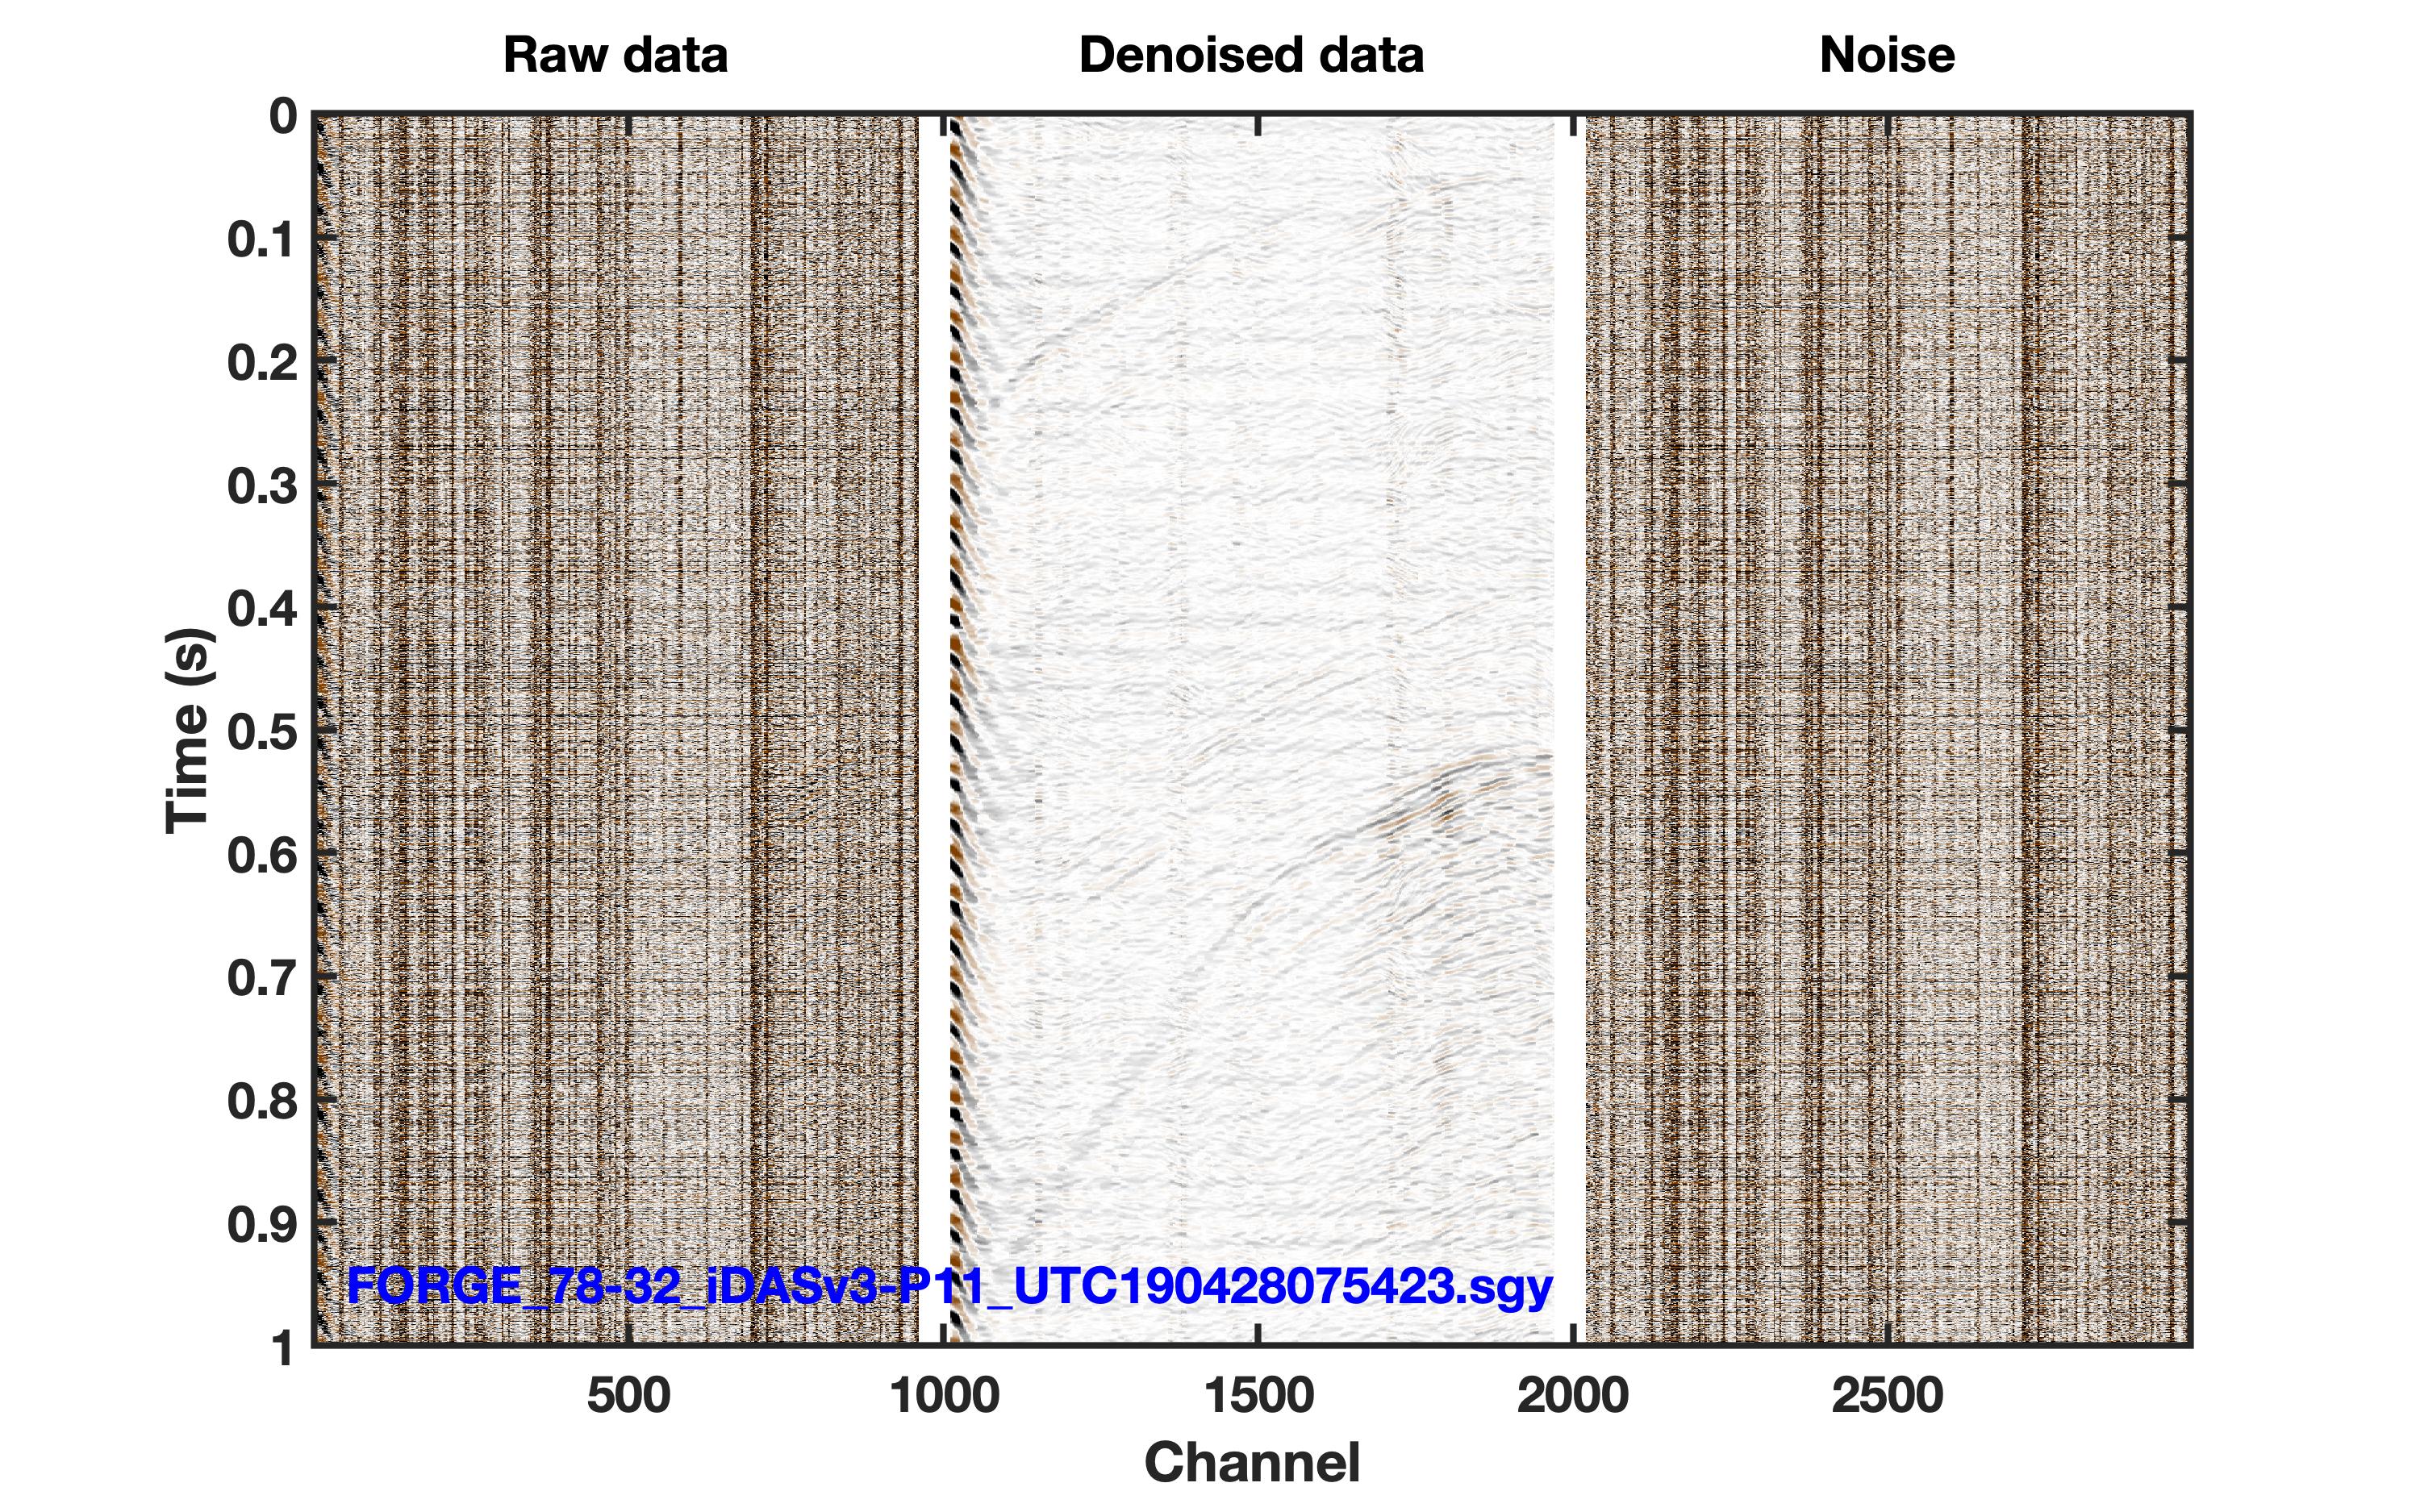 Raw data Denoised data Noise
0
0.1
0.2
0.3
0.4
0.5
0.6
0.7
0.8
0.9
1
Time (s)
FORGE_78-32_iDASv3-P11_UTC190428075423.sgy
500 1000 1500 2000 2500
Channel